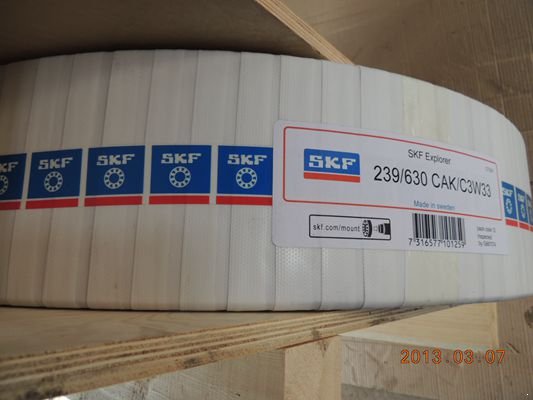 SKF
SKF
SKF
SKF
SKF
SKF Explorer
239/630 CAK/C3W33
Made in sweden
skf.com/mount
7 316577 101259
2013.03.07